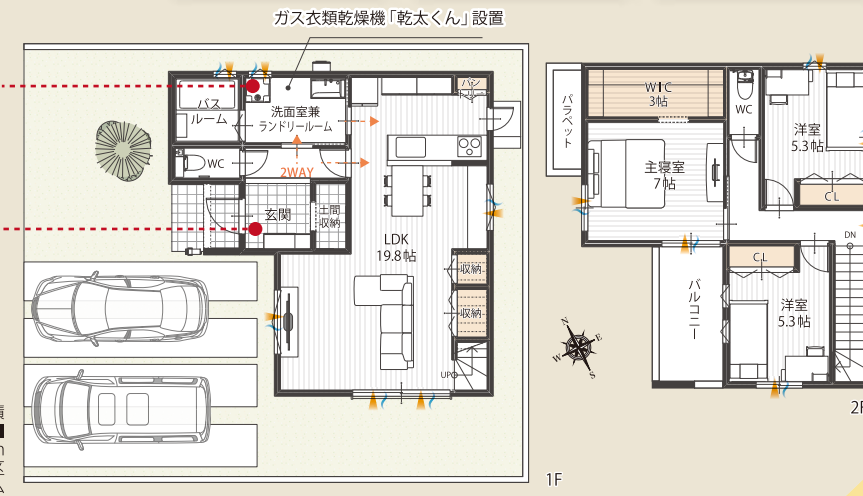 ガス衣類乾燥機「乾太くん」設置
バス
ルーム
洗面室兼
ランドリールーム
パン
トリー
WC
2WAY
玄関
土間
収納
LDK
19.8帖
収納
収納
UP
1F
パラペット
WIC
3帖
WC
洋室
5.3帖
主寝室
7帖
CL
DN
CL
バルコニー
洋室
5.3帖
N
E
W
S
2F